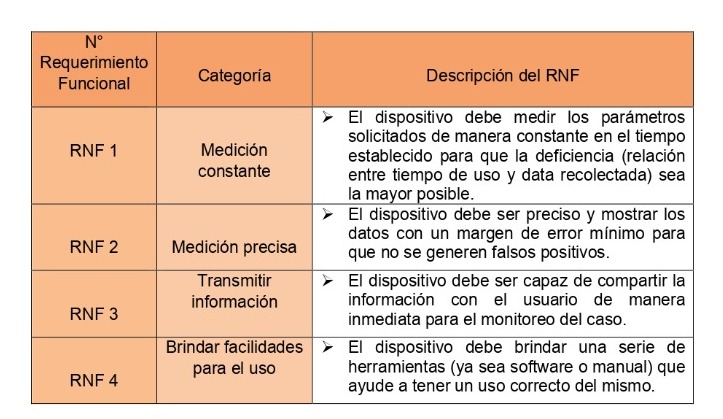 N°
Requerimiento
Funcional
Categoría
Descripción del RNF
RNF 1
Medición
constante
➢ El dispositivo debe medir los parámetros
solicitados de manera constante en el tiempo
establecido para que la deficiencia (relación
entre tiempo de uso y data recolectada) sea
la mayor posible.
RNF 2
Medición precisa
➢ El dispositivo debe ser preciso y mostrar los
datos con un margen de error mínimo para
que no se generen falsos positivos.
RNF 3
Transmitir
información
➢ El dispositivo debe ser capaz de compartir la
información con el usuario de manera
inmediata para el monitoreo del caso.
RNF 4
Brindar facilidades
para el uso
➢ El dispositivo debe brindar una serie de
herramientas (ya sea software o manual) que
ayude a tener un uso correcto del mismo.